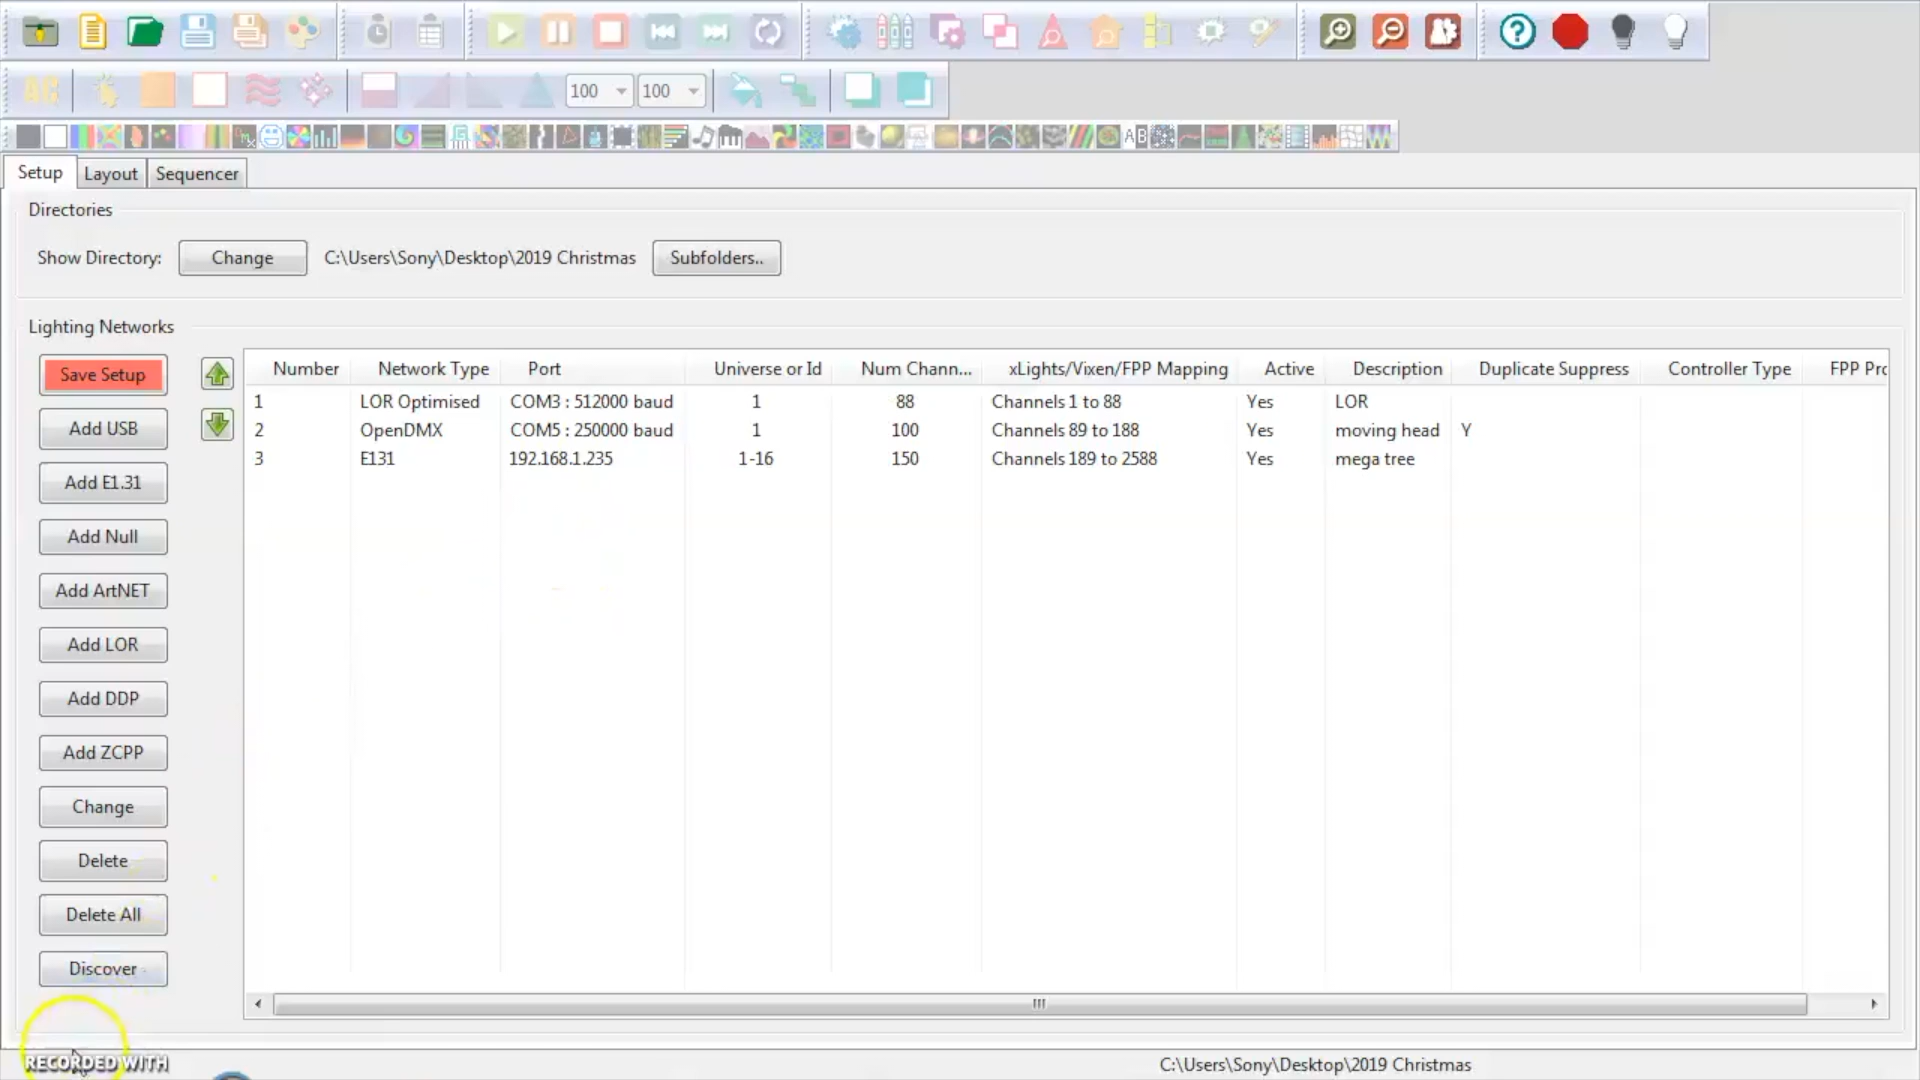 100 100
AB
Setup Layout Sequencer
Directories
Show Directory: Change C:\Users\Sony\Desktop\2019 Christmas Subfolders..
Lighting Networks
Save Setup
Add USB
Add E1.31
Add Null
Add ArtNET
Add LOR
Add DDP
Add ZCPP
Change
Delete
Delete All
Discover
Number Network Type Port Universe or Id Num Chann... xLights/Vixen/FPP Mapping Active Description Duplicate Suppress Controller Type FPP Prc
1 LOR Optimised COM3 : 512000 baud 1 88 Channels 1 to 88 Yes LOR
2 OpenDMX COM5 : 250000 baud 1 100 Channels 89 to 188 Yes moving head Y
3 E131 192.168.1.235 1-16 150 Channels 189 to 2588 Yes mega tree
RECORDED WITH
C:\Users\Sony\Desktop\2019 Christmas